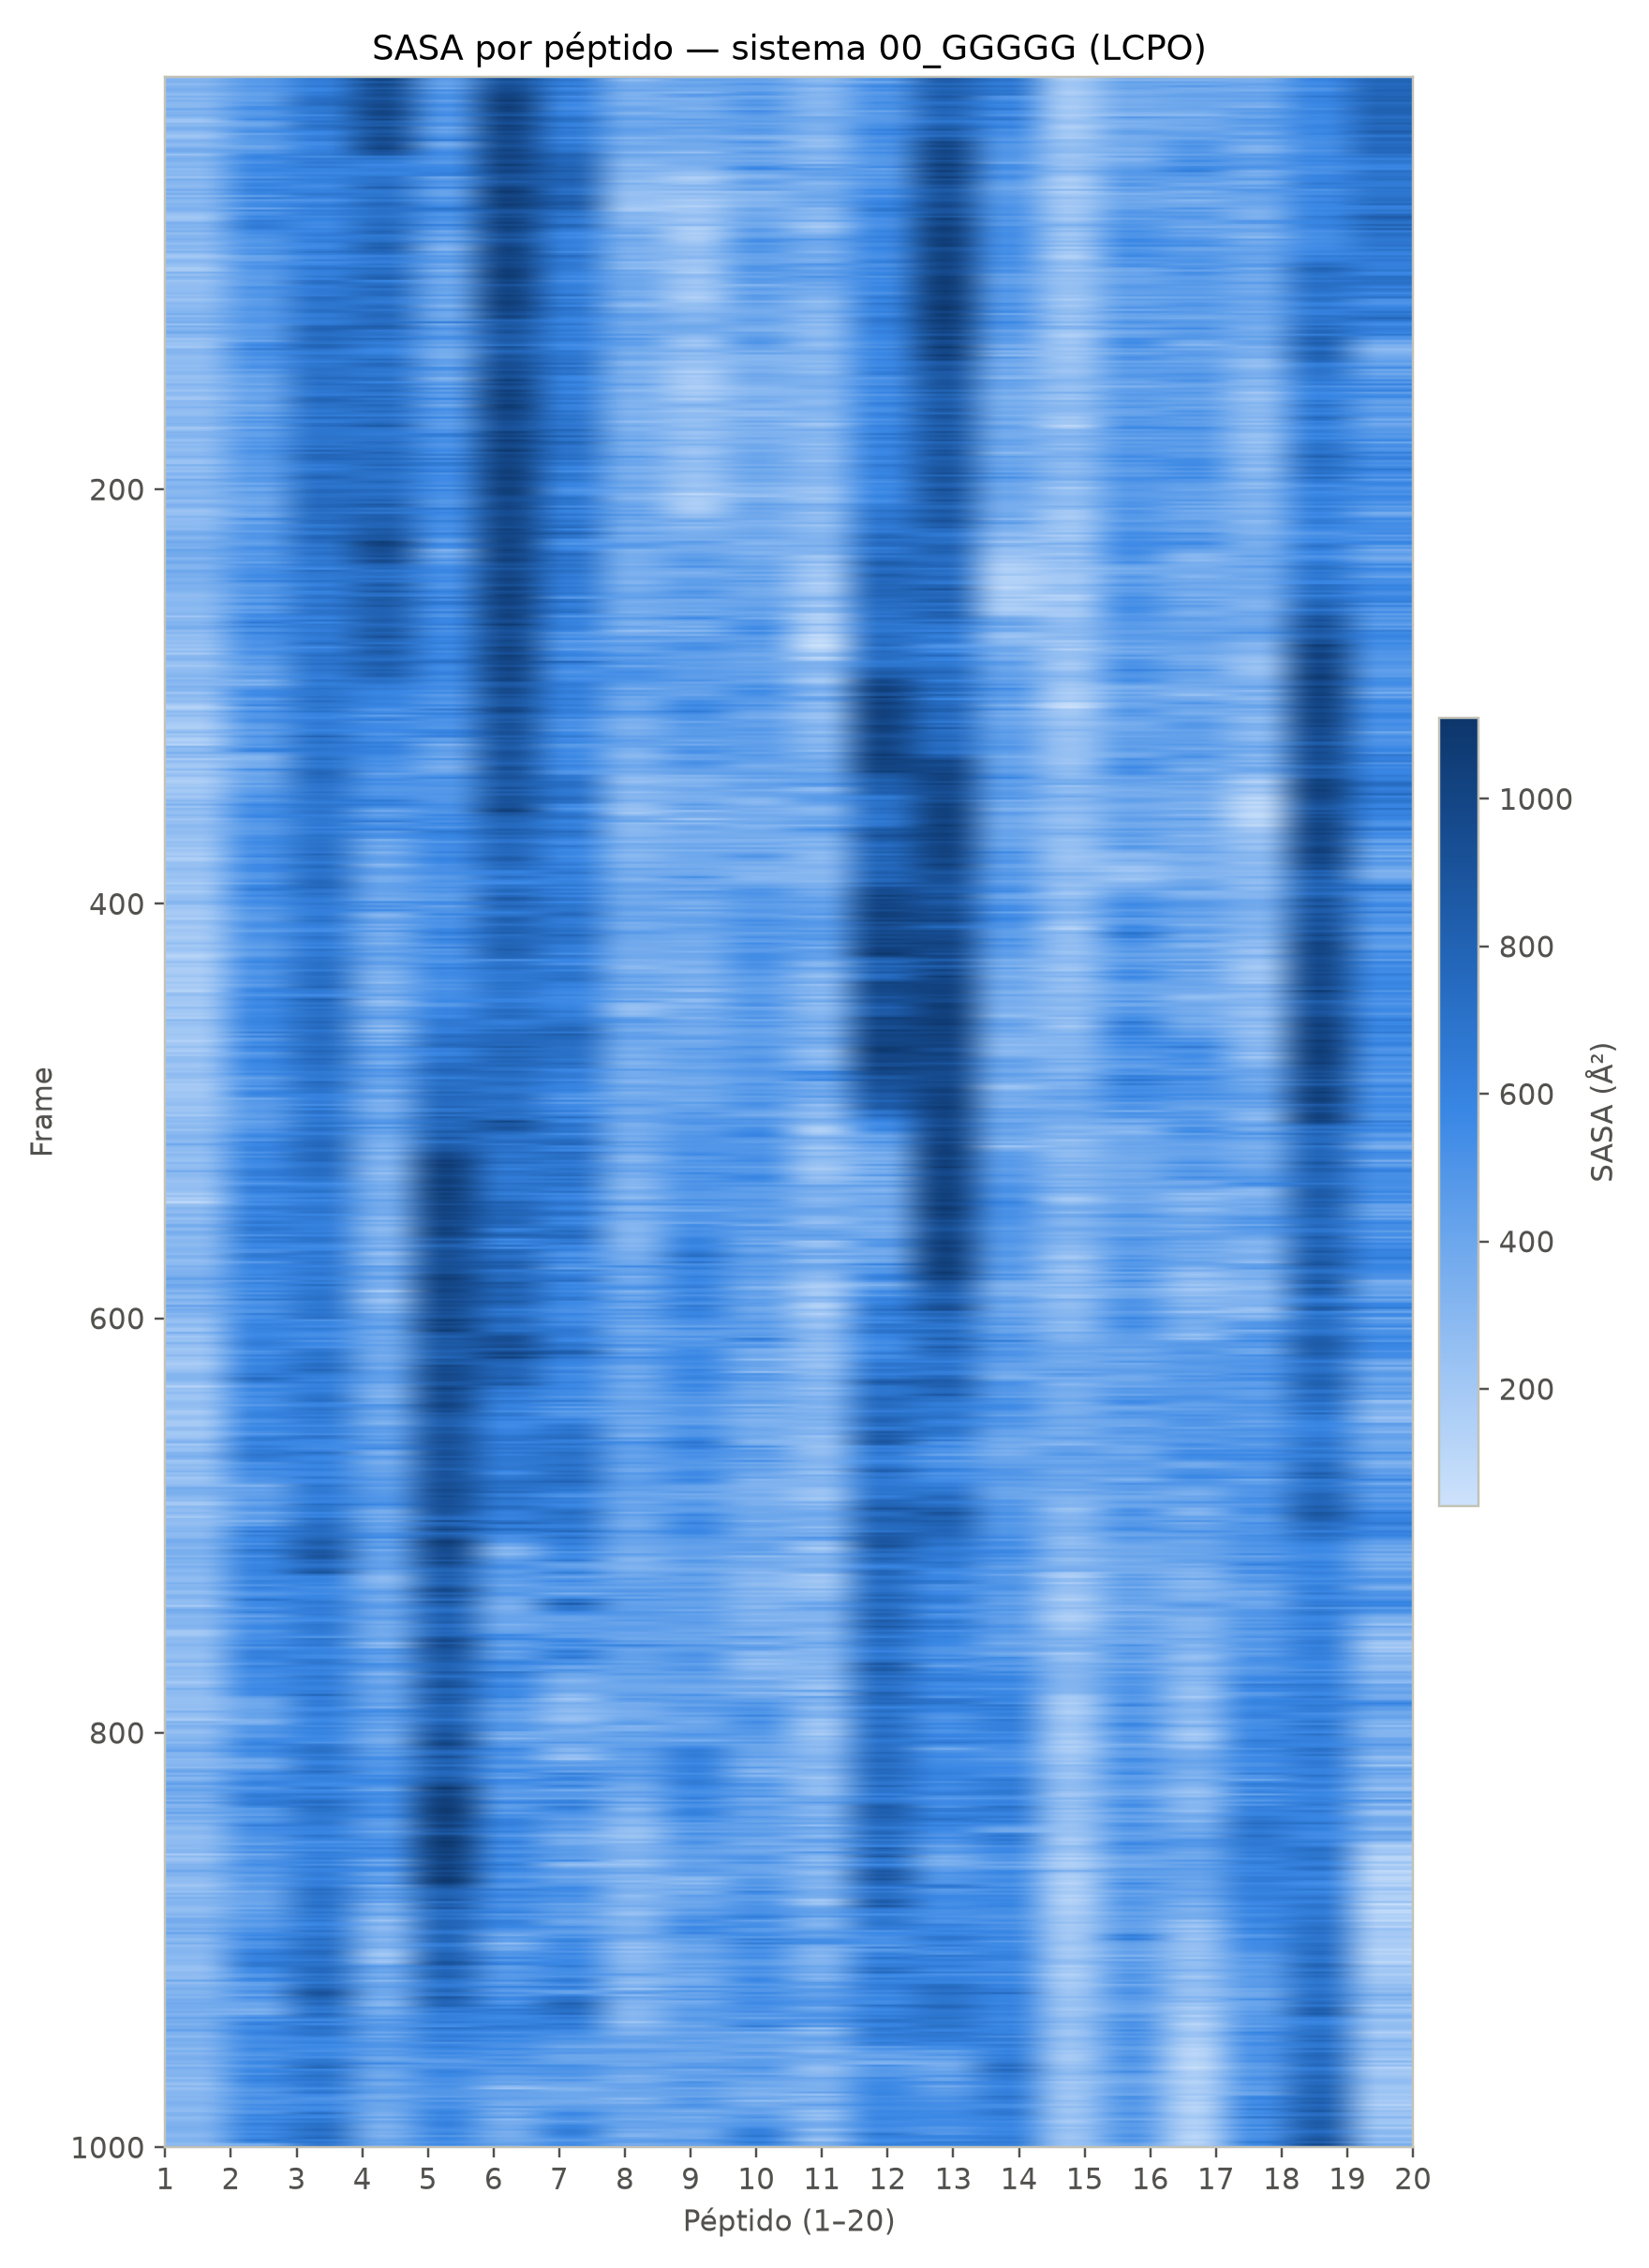 SASA por péptido — sistema 00_GGGGG (LCPO)
200
400
600
800
1000
Frame
1 2 3 4 5 6 7 8 9 10 11 12 13 14 15 16 17 18 19 20
Péptido (1–20)
1000
800
600
400
200
SASA (Å²)